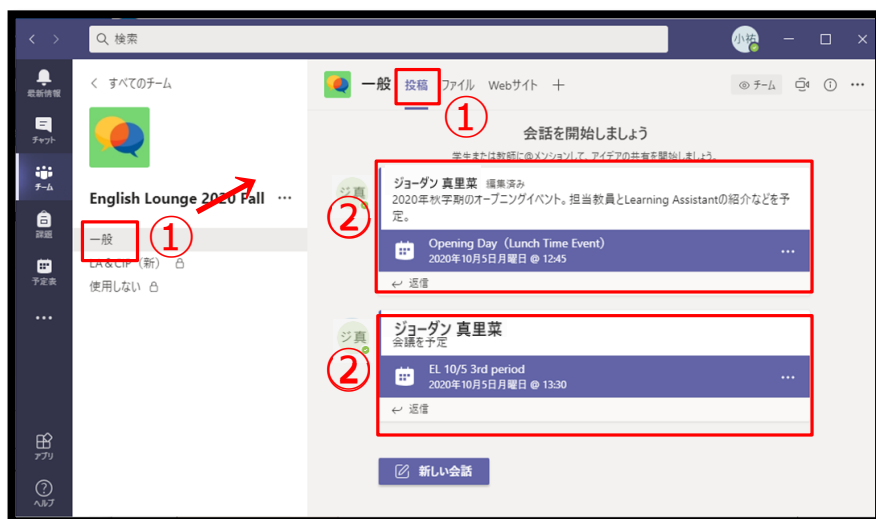 検索
小祐
最新情報
チャット
チーム
課題
予定表
アプリ
ヘルプ
すべてのチーム
English Lounge 2020 Fall
一般
①
LA＆CIP（新）
使用しない
一般
投稿
ファイル
Webサイト
チーム
①
会話を開始しましょう
学生または教師に@メンションして、アイデアの共有を開始しましょう。
ジ真
②
ジョーダン 真里菜 編集済み
2020年秋学期のオープニングイベント。担当教員とLearning Assistantの紹介などを予
定。
Opening Day（Lunch Time Event）
2020年10月5日月曜日 @ 12:45
返信
ジ真
②
ジョーダン 真里菜
会議を予定
EL 10/5 3rd period
2020年10月5日月曜日 @ 13:30
返信
新しい会話